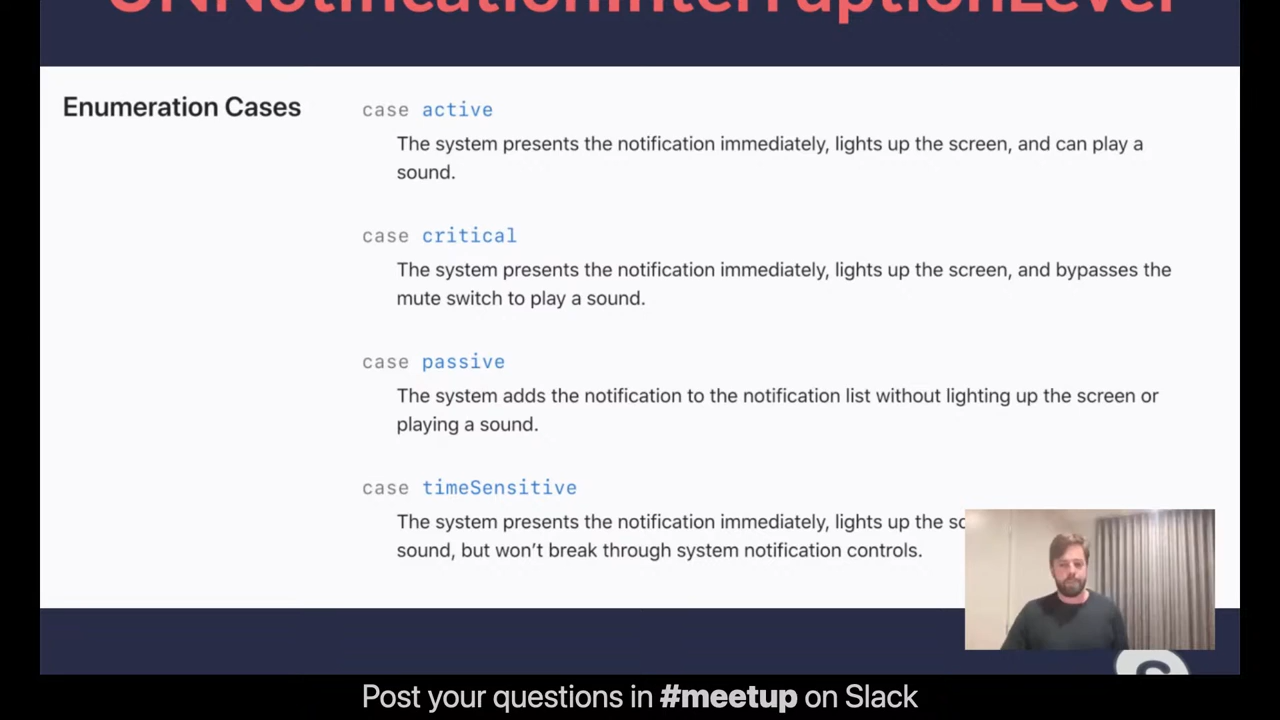 UNNotificationInterruptionLevel
Enumeration Cases
case active
The system presents the notification immediately, lights up the screen, and can play a
sound.
case critical
The system presents the notification immediately, lights up the screen, and bypasses the
mute switch to play a sound.
case passive
The system adds the notification to the notification list without lighting up the screen or
playing a sound.
case timeSensitive
The system presents the notification immediately, lights up the
sound, but won’t break through system notification controls.
Post your questions in #meetup on Slack